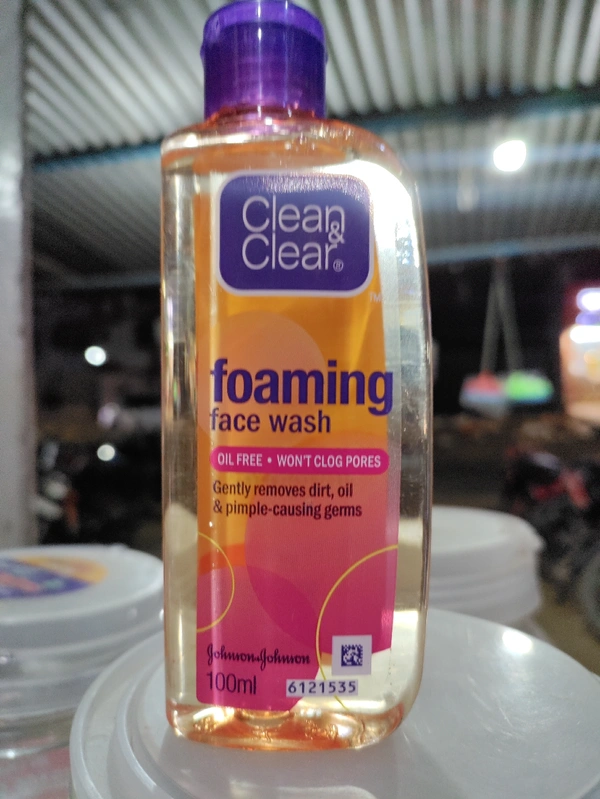 Clean
&
Clear®
TM
foaming
face wash
OIL FREE • WON'T CLOG PORES
Gently removes dirt, oil
& pimple-causing germs
Johnson & Johnson
100ml
6121535